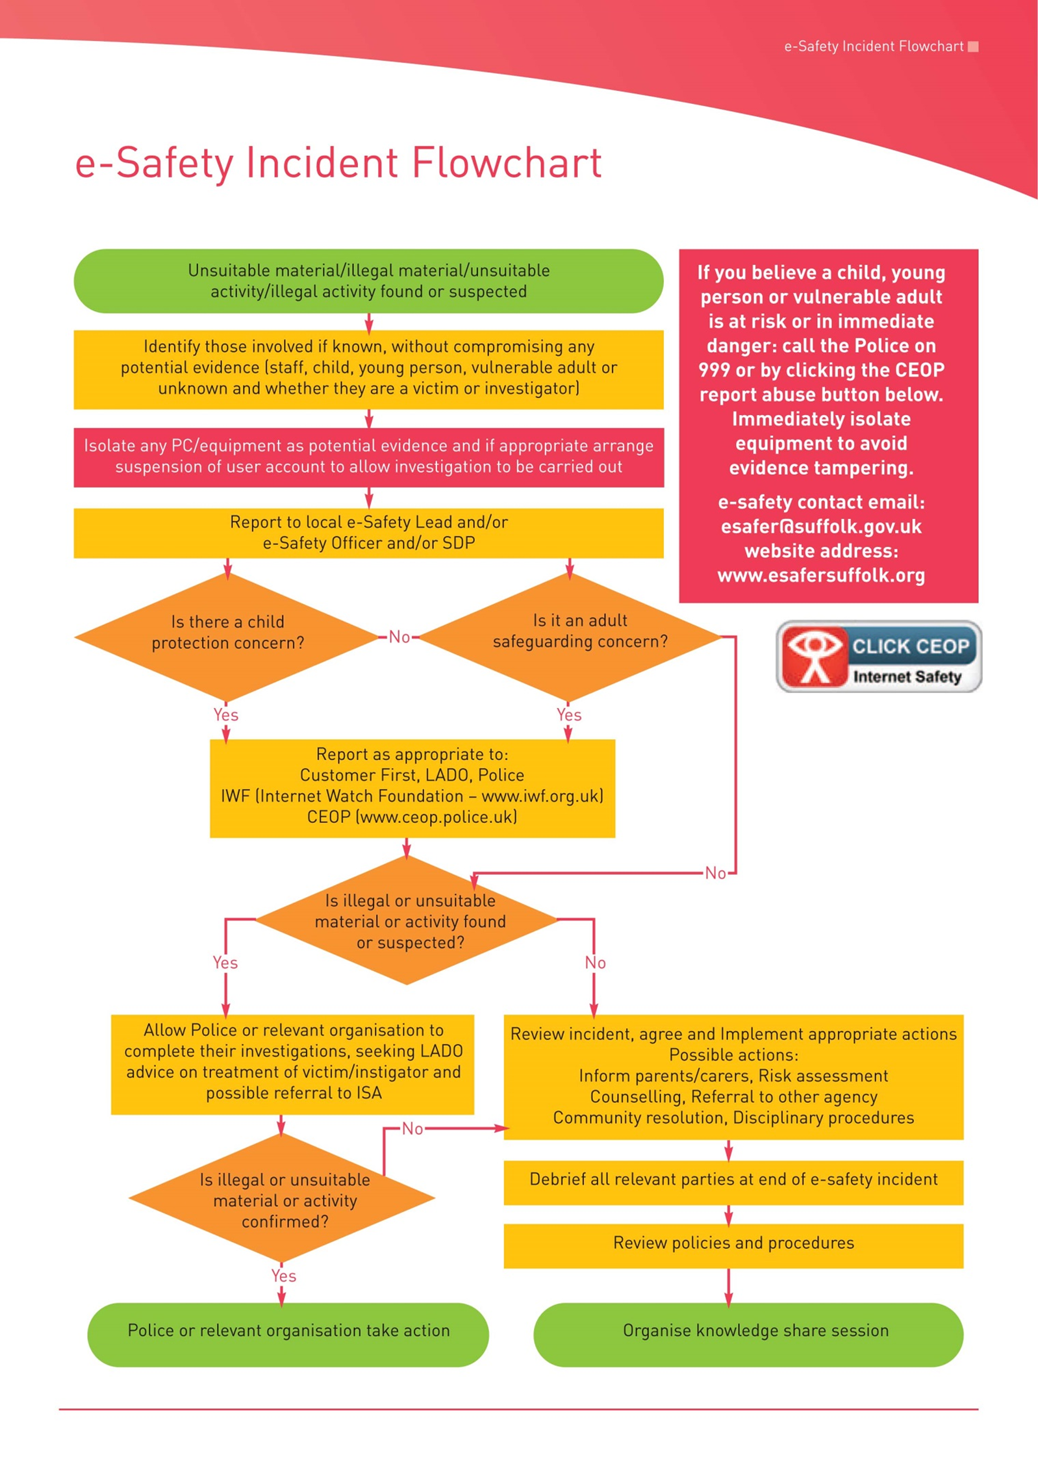 e-Safety Incident Flowchart
e-Safety Incident Flowchart
Unsuitable material/illegal material/unsuitable
activity/illegal activity found or suspected
Identify those involved if known, without compromising any
potential evidence (staff, child, young person, vulnerable adult or
unknown and whether they are a victim or investigator)
Isolate any PC/equipment as potential evidence and if appropriate arrange
suspension of user account to allow investigation to be carried out
Report to local e-Safety Lead and/or
e-Safety Officer and/or SDP
If you believe a child, young
person or vulnerable adult
is at risk or in immediate
danger: call the Police on
999 or by clicking the CEOP
report abuse button below.
Immediately isolate
equipment to avoid
evidence tampering.
e-safety contact email:
esafer@suffolk.gov.uk
website address:
www.esafersuffolk.org
CLICK CEOP
Internet Safety
Is there a child
protection concern?
No
Is it an adult
safeguarding concern?
Yes
Yes
Report as appropriate to:
Customer First, LADO, Police
IWF (Internet Watch Foundation – www.iwf.org.uk)
CEOP (www.ceop.police.uk)
No
Is illegal or unsuitable
material or activity found
or suspected?
Yes
No
Allow Police or relevant organisation to
complete their investigations, seeking LADO
advice on treatment of victim/instigator and
possible referral to ISA
Review incident, agree and Implement appropriate actions
Possible actions:
Inform parents/carers, Risk assessment
Counselling, Referral to other agency
Community resolution, Disciplinary procedures
No
Is illegal or unsuitable
material or activity
confirmed?
Debrief all relevant parties at end of e-safety incident
Review policies and procedures
Yes
Police or relevant organisation take action
Organise knowledge share session